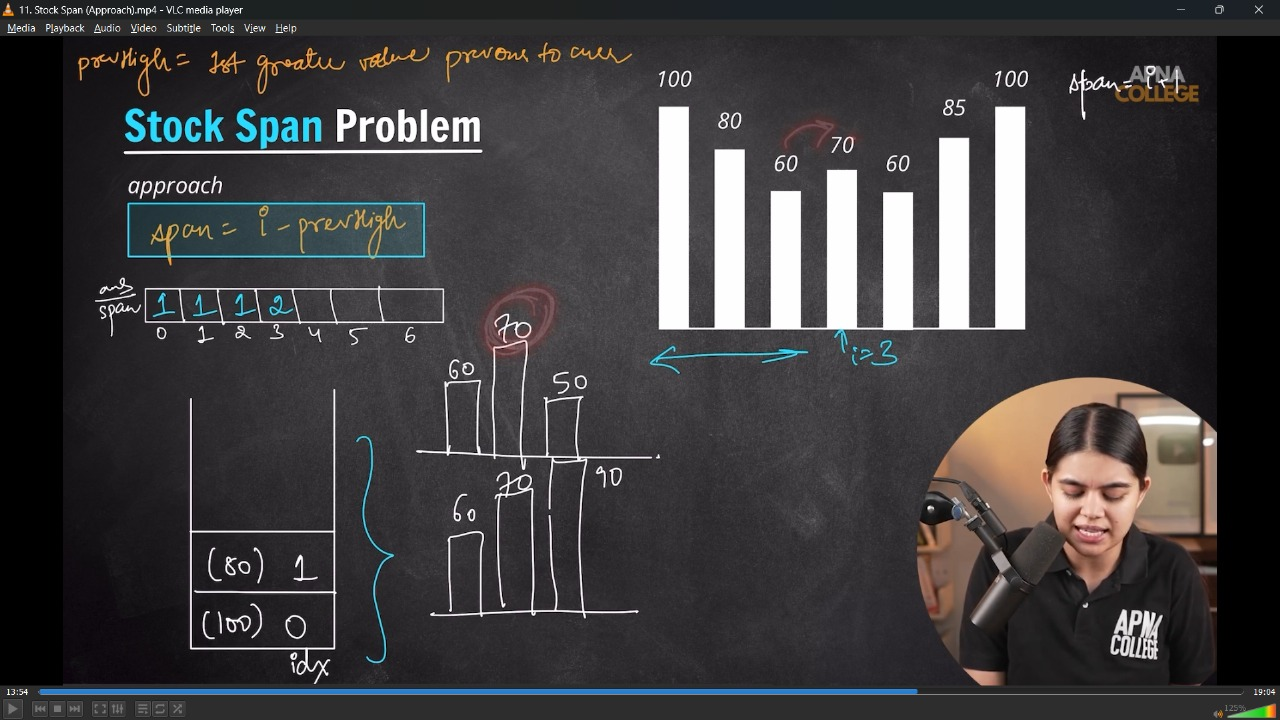 11. Stock Span (Approach).mp4 - VLC media player
Media Playback Audio Video Subtitle Tools View Help
prevHigh = 1st greater value previous to curr
span = i+1
APNA
COLLEGE
Stock Span Problem
approach
span = i - prevHigh
100 80 60 70 60 85 100
ans
span
1 1 1 2
0 1 2 3 4 5 6
i=3
60 70 50
60 70 90
(80) 1
(100) 0
idx
APNA
COLLEGE
13:54
19:04
125%